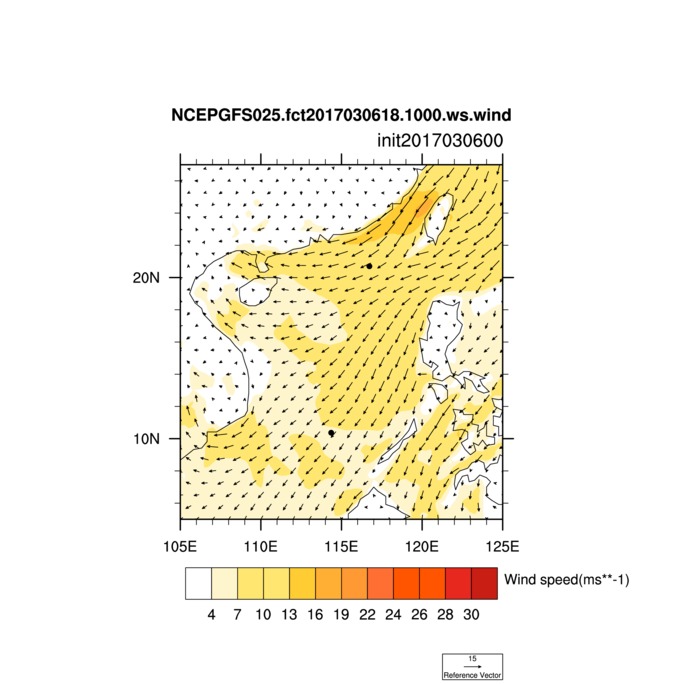 NCEPGFS025.fct2017030618.1000.ws.wind
init2017030600
20N
10N
105E 110E 115E 120E 125E
Wind speed(ms**-1)
4 7 10 13 16 19 22 24 26 28 30
15
Reference Vector